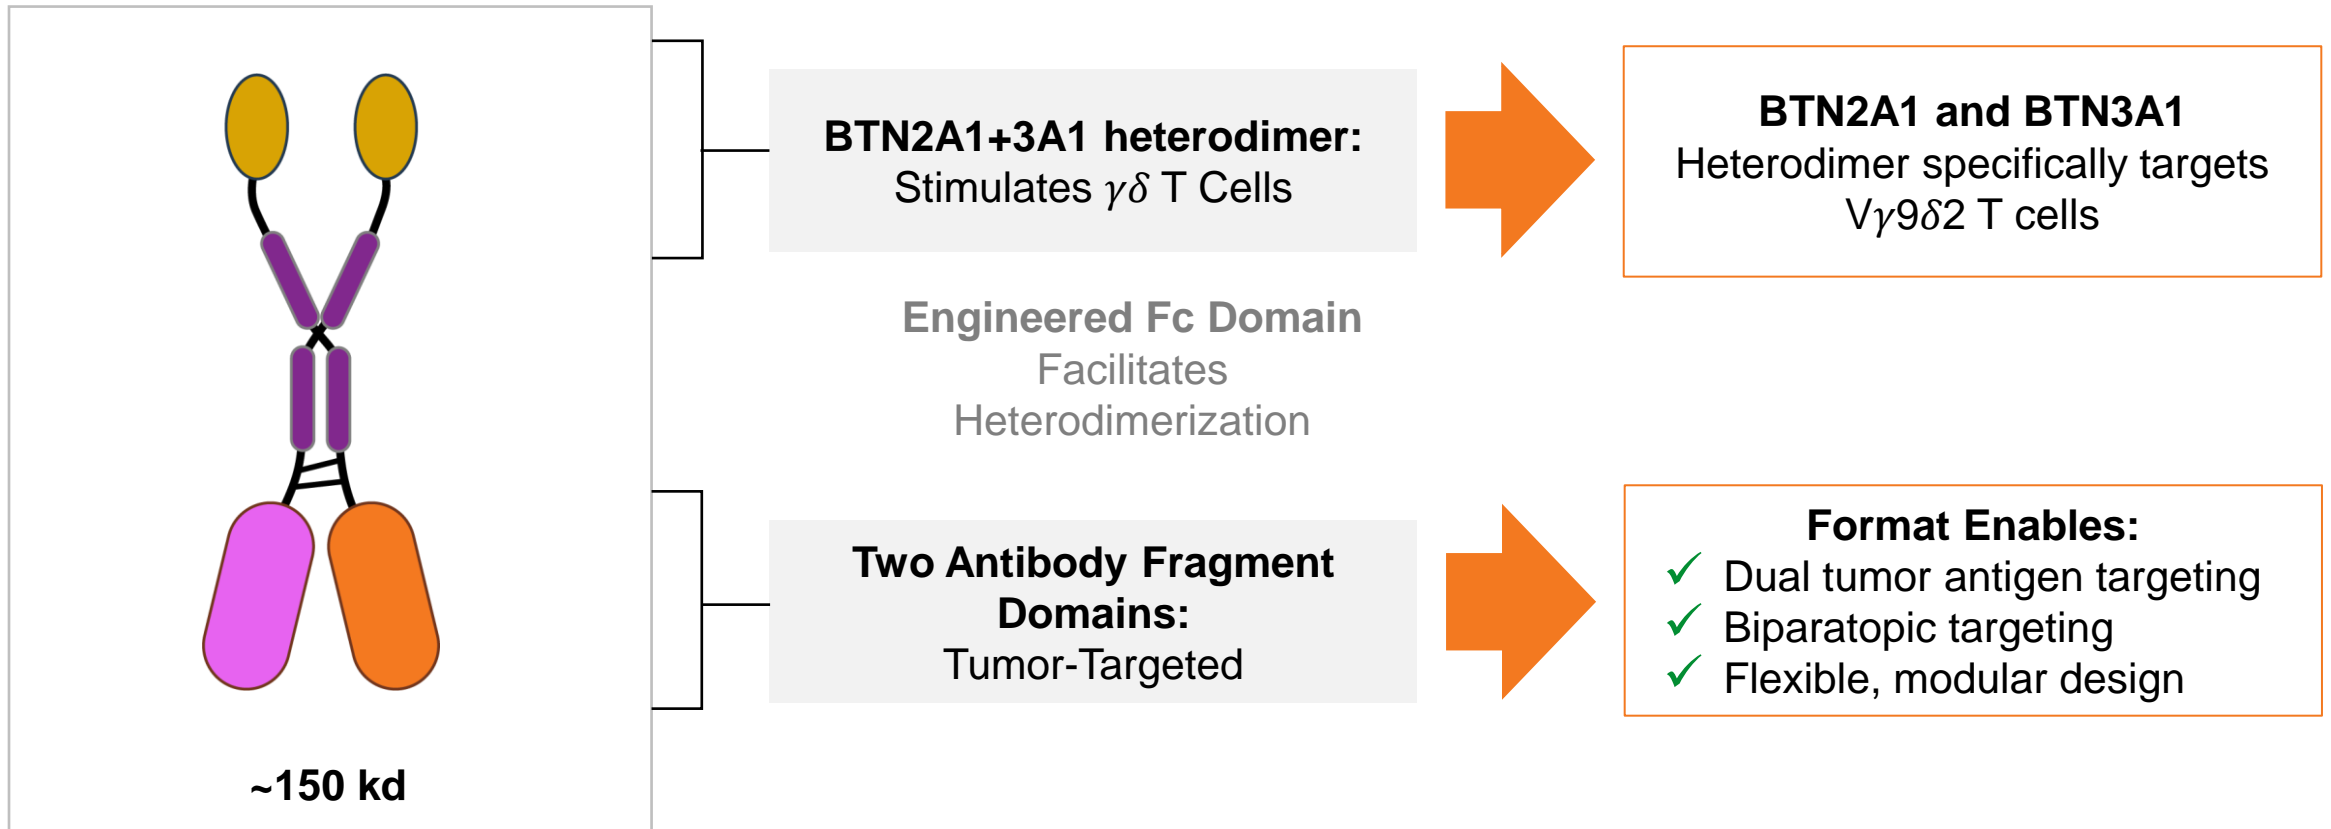 ~150 kd
BTN2A1+3A1 heterodimer:
Stimulates γδ T Cells
BTN2A1 and BTN3A1
Heterodimer specifically targets
Vγ9δ2 T cells
Engineered Fc Domain
Facilitates
Heterodimerization
Two Antibody Fragment
Domains:
Tumor-Targeted
Format Enables:
✓ Dual tumor antigen targeting
✓ Biparatopic targeting
✓ Flexible, modular design